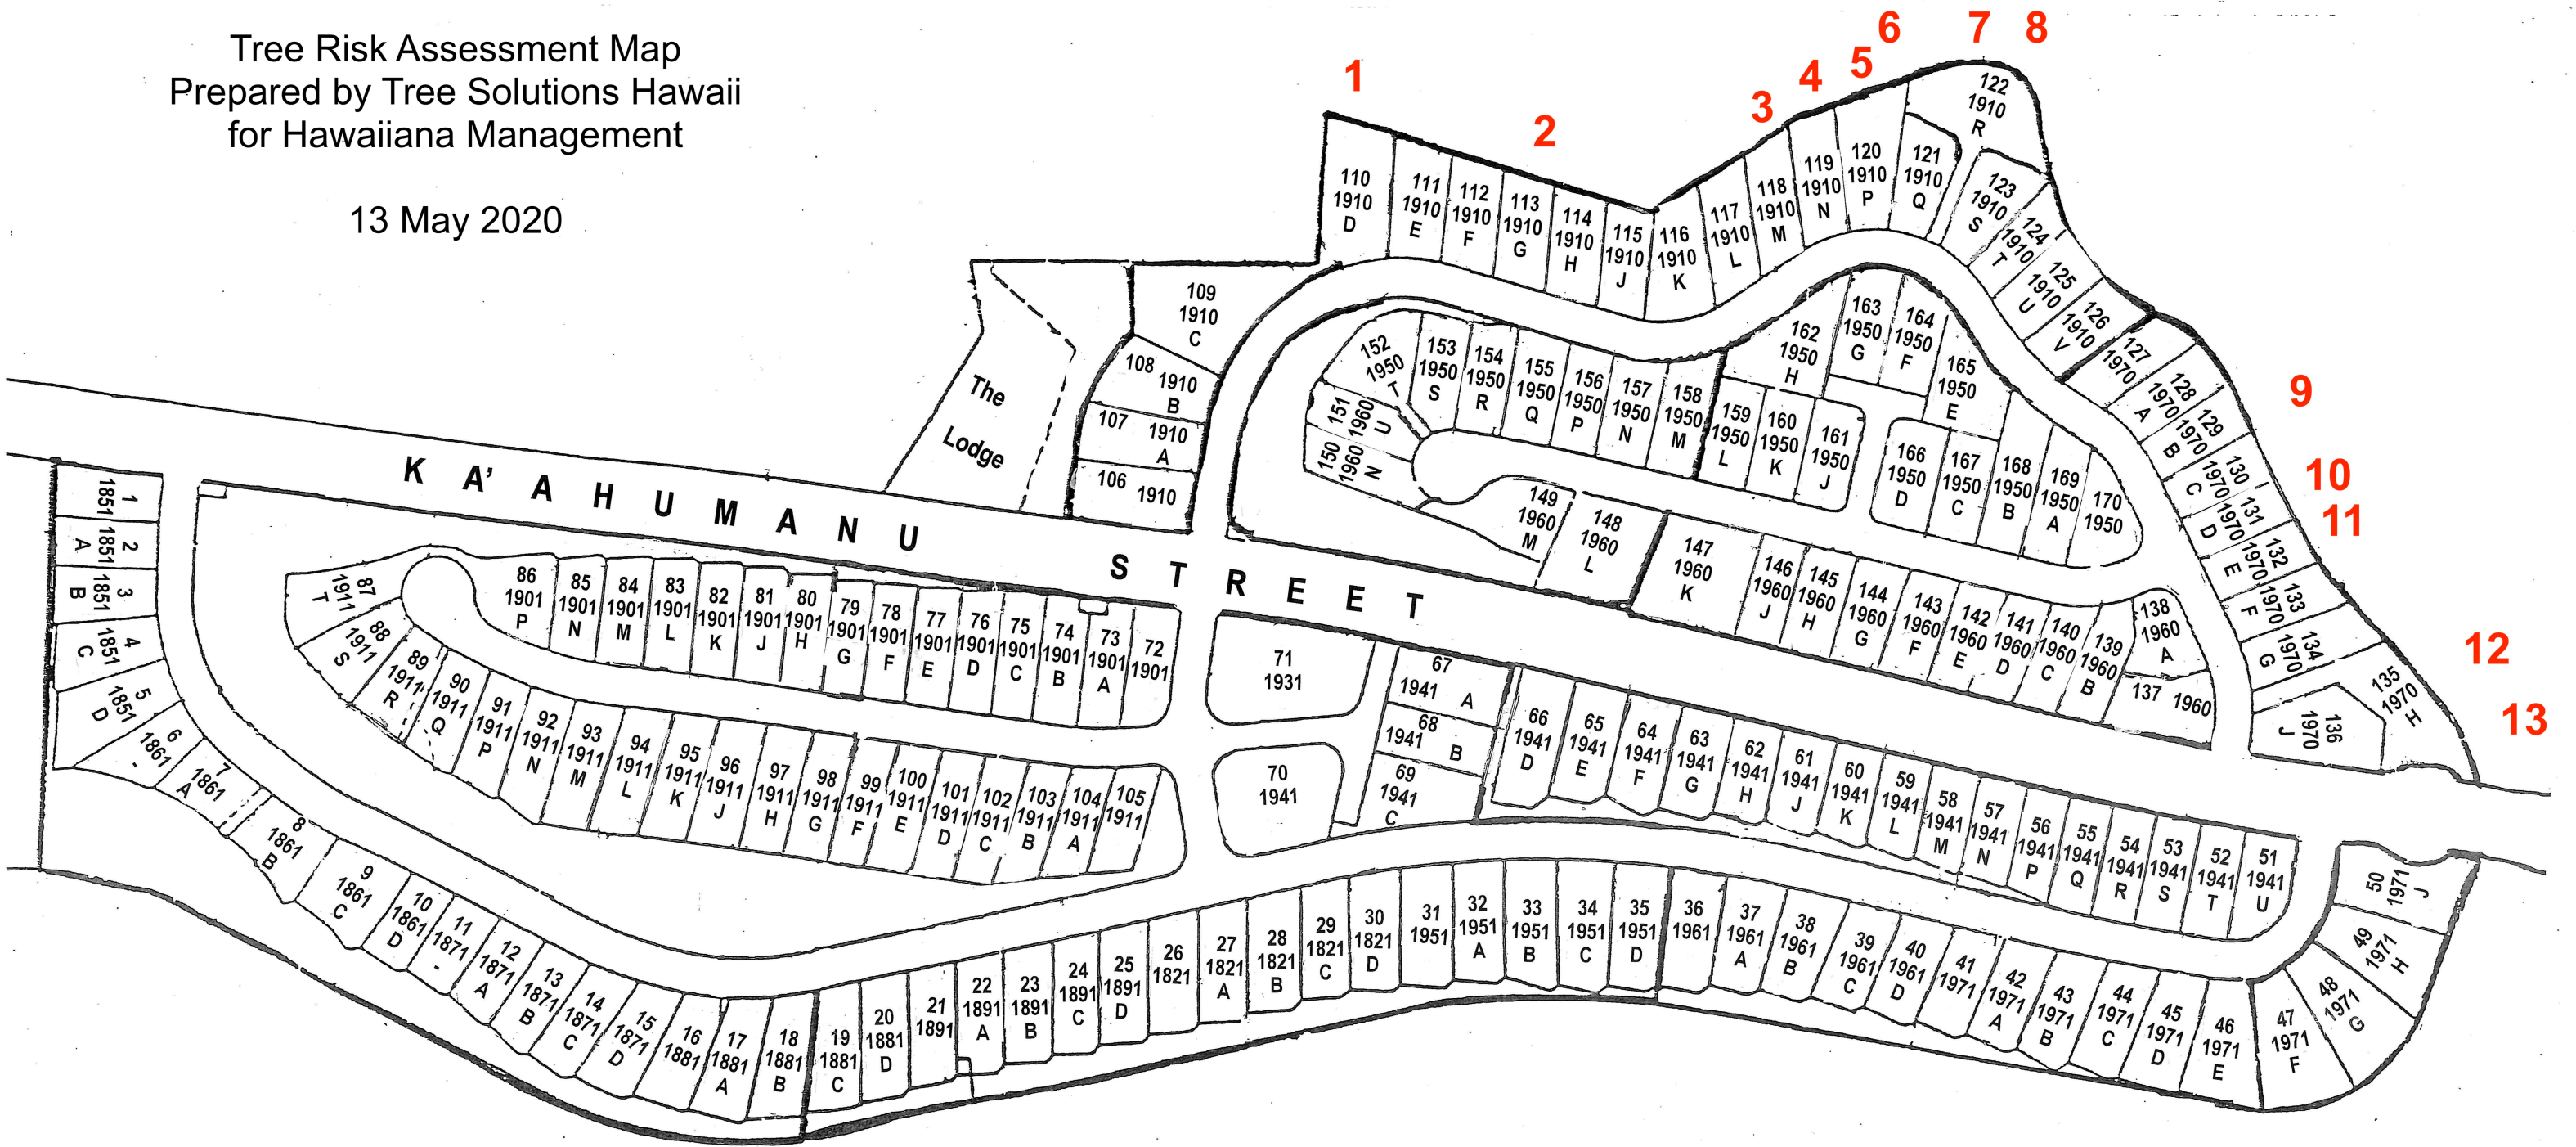 Tree Risk Assessment Map
Prepared by Tree Solutions Hawaii
for Hawaiiana Management
13 May 2020
1
2
3
4
5
6
7
8
9
10
11
12
13
The
Lodge
KA'AHUMANU STREET
1
1851
2
1851
A
3
1851
B
4
1851
C
5
1851
D
6
1861
-
7
1861
A
8
1861
B
9
1861
C
10
1861
D
11
1871
-
12
1871
A
13
1871
B
14
1871
C
15
1871
D
16
1881
17
1881
A
18
1881
B
19
1881
C
20
1881
D
21
1891
22
1891
A
23
1891
B
24
1891
C
25
1891
D
26
1821
27
1821
A
28
1821
B
29
1821
C
30
1821
D
31
1951
32
1951
A
33
1951
B
34
1951
C
35
1951
D
36
1961
37
1961
A
38
1961
B
39
1961
C
40
1961
D
41
1971
42
1971
A
43
1971
B
44
1971
C
45
1971
D
46
1971
E
47
1971
F
48
1971
G
49
1971
H
50
1971
J
51
1941
U
52
1941
T
53
1941
S
54
1941
R
55
1941
Q
56
1941
P
57
1941
N
58
1941
M
59
1941
L
60
1941
K
61
1941
J
62
1941
H
63
1941
G
64
1941
F
65
1941
E
66
1941
D
67
1941 A
68
1941 B
69
1941
C
70
1941
71
1931
72
1901
73
1901
A
74
1901
B
75
1901
C
76
1901
D
77
1901
E
78
1901
F
79
1901
G
80
1901
H
81
1901
J
82
1901
K
83
1901
L
84
1901
M
85
1901
N
86
1901
P
87
1911
T
88
1911
S
89
1911
R
90
1911
Q
91
1911
P
92
1911
N
93
1911
M
94
1911
L
95
1911
K
96
1911
J
97
1911
H
98
1911
G
99
1911
F
100
1911
E
101
1911
D
102
1911
C
103
1911
B
104
1911
A
105
1911
106 1910
107 1910
A
108 1910
B
109
1910
C
110
1910
D
111
1910
E
112
1910
F
113
1910
G
114
1910
H
115
1910
J
116
1910
K
117
1910
L
118
1910
M
119
1910
N
120
1910
P
121
1910
Q
122
1910
R
123
1910
S
124
1910
T
125
1910
U
126
1910
V
127
1970
128
1970
A
129
1970
B
130
1970
C
131
1970
D
132
1970
E
133
1970
F
134
1970
G
135
1970
H
136
1970
J
137 1960
138
1960
A
139
1960
B
140
1960
C
141
1960
D
142
1960
E
143
1960
F
144
1960
G
145
1960
H
146
1960
J
147
1960
K
148
1960
L
149
1960
M
150
1960
N
151
1960
U
152
1950
T
153
1950
S
154
1950
R
155
1950
Q
156
1950
P
157
1950
N
158
1950
M
159
1950
L
160
1950
K
161
1950
J
162
1950
H
163
1950
G
164
1950
F
165
1950
E
166
1950
D
167
1950
C
168
1950
B
169
1950
A
170
1950